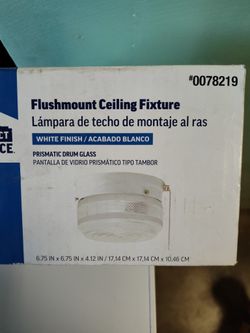 #0078219
Flushmount Ceiling Fixture
Lámpara de techo de montaje al ras
WHITE FINISH / ACABADO BLANCO
PRISMATIC DRUM GLASS
PANTALLA DE VIDRIO PRISMÁTICO TIPO TAMBOR
CT
CE
6.75 IN x 6.75 IN x 4.12 IN / 17,14 CM x 17,14 CM x 10,46 CM